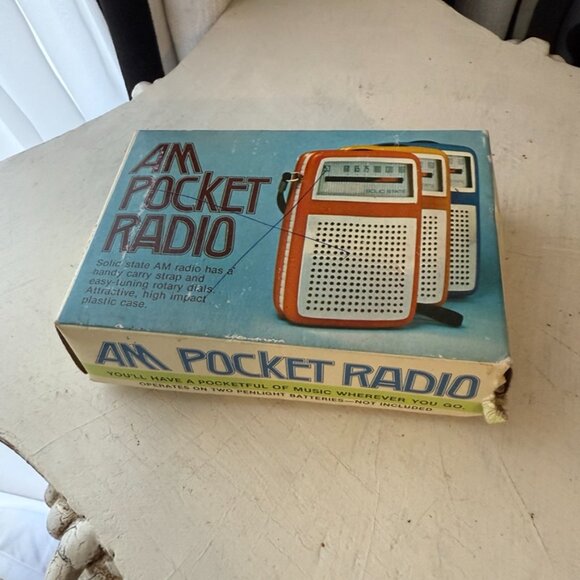 AM
POCKET
RADIO
Solid state AM radio has a
handy carry strap and
easy-tuning rotary dials.
Attractive, high impact
plastic case.
SOLID STATE
AM POCKET RADIO
YOU'LL HAVE A POCKETFUL OF MUSIC WHEREVER YOU GO.
OPERATES ON TWO PENLIGHT BATTERIES—NOT INCLUDED